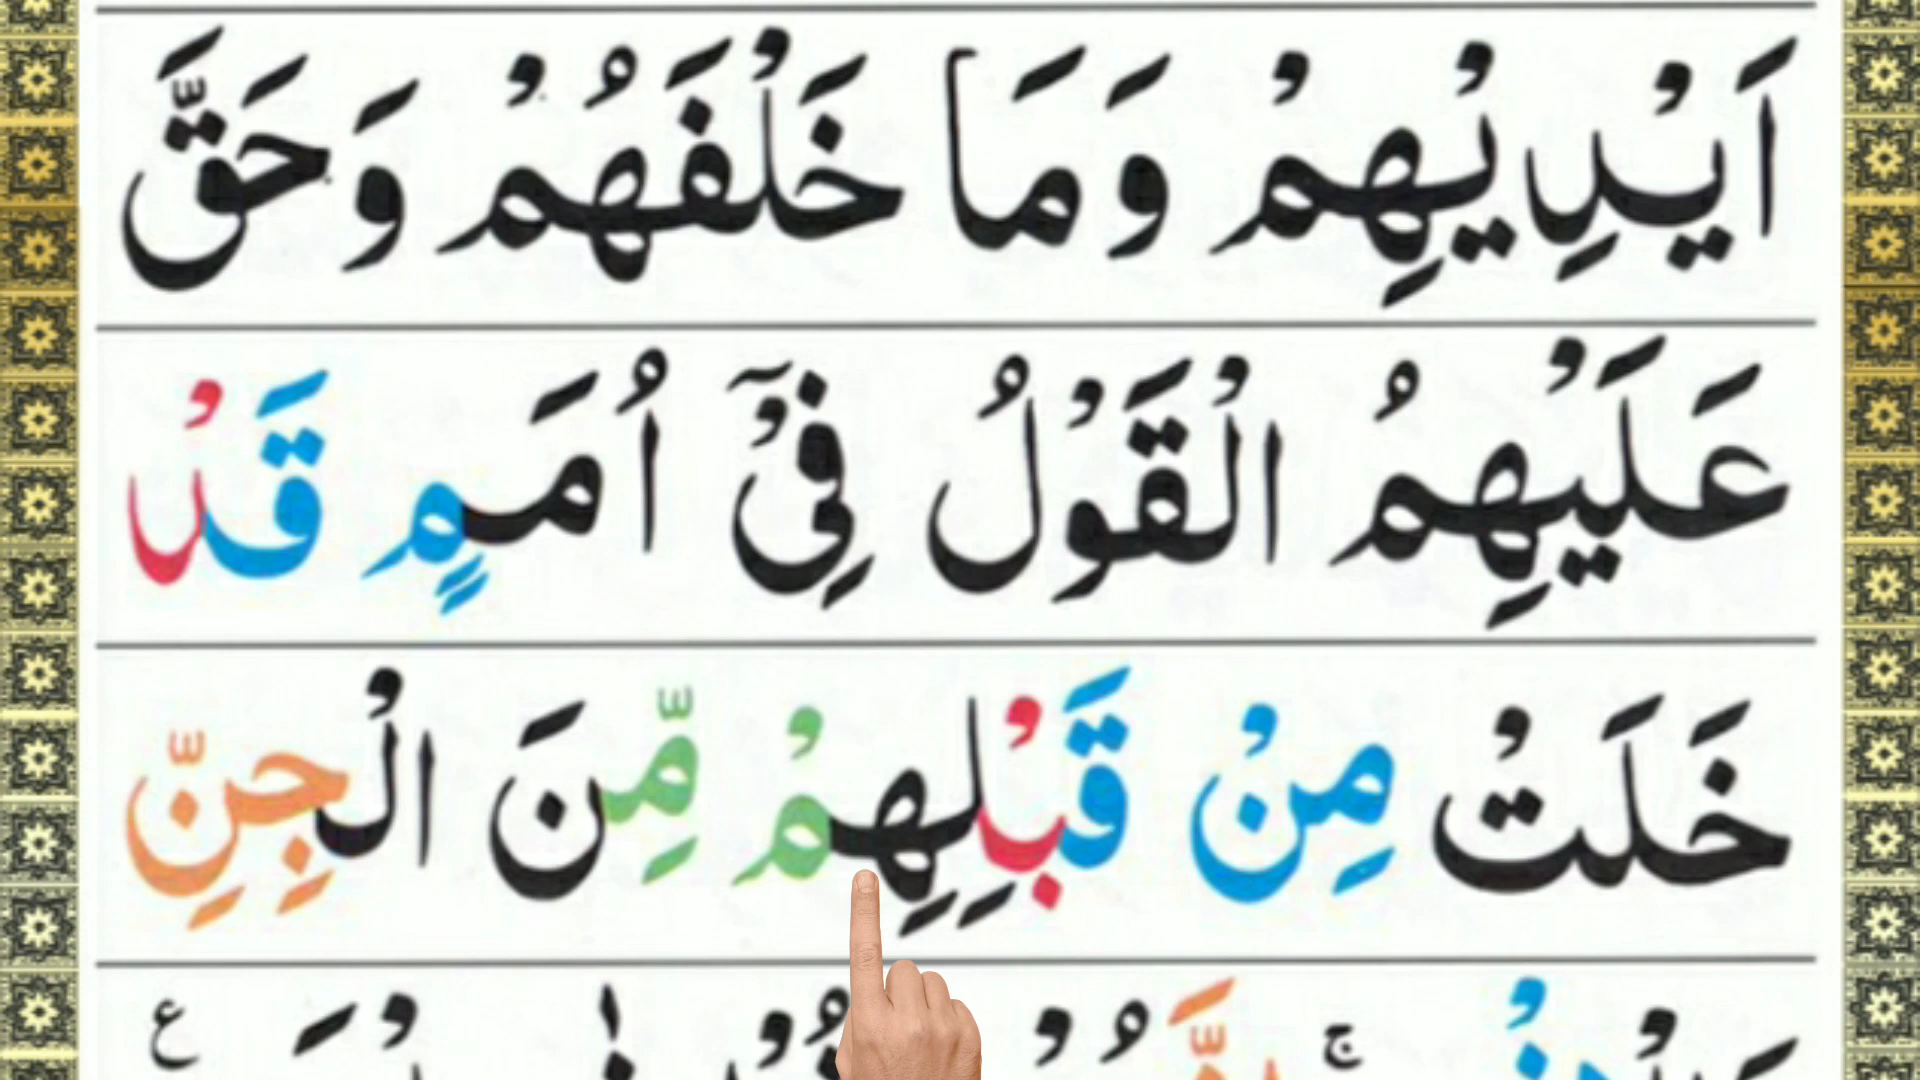 اَيْدِيْهِمْ وَمَا خَلْفَهُمْ وَحَقَّ
عَلَيْهِمُ الْقَوْلُ فِیْۤ اُمَمٍ قَدْ
خَلَتْ مِنْ قَبْلِهِمْ مِّنَ الْجِنِّ